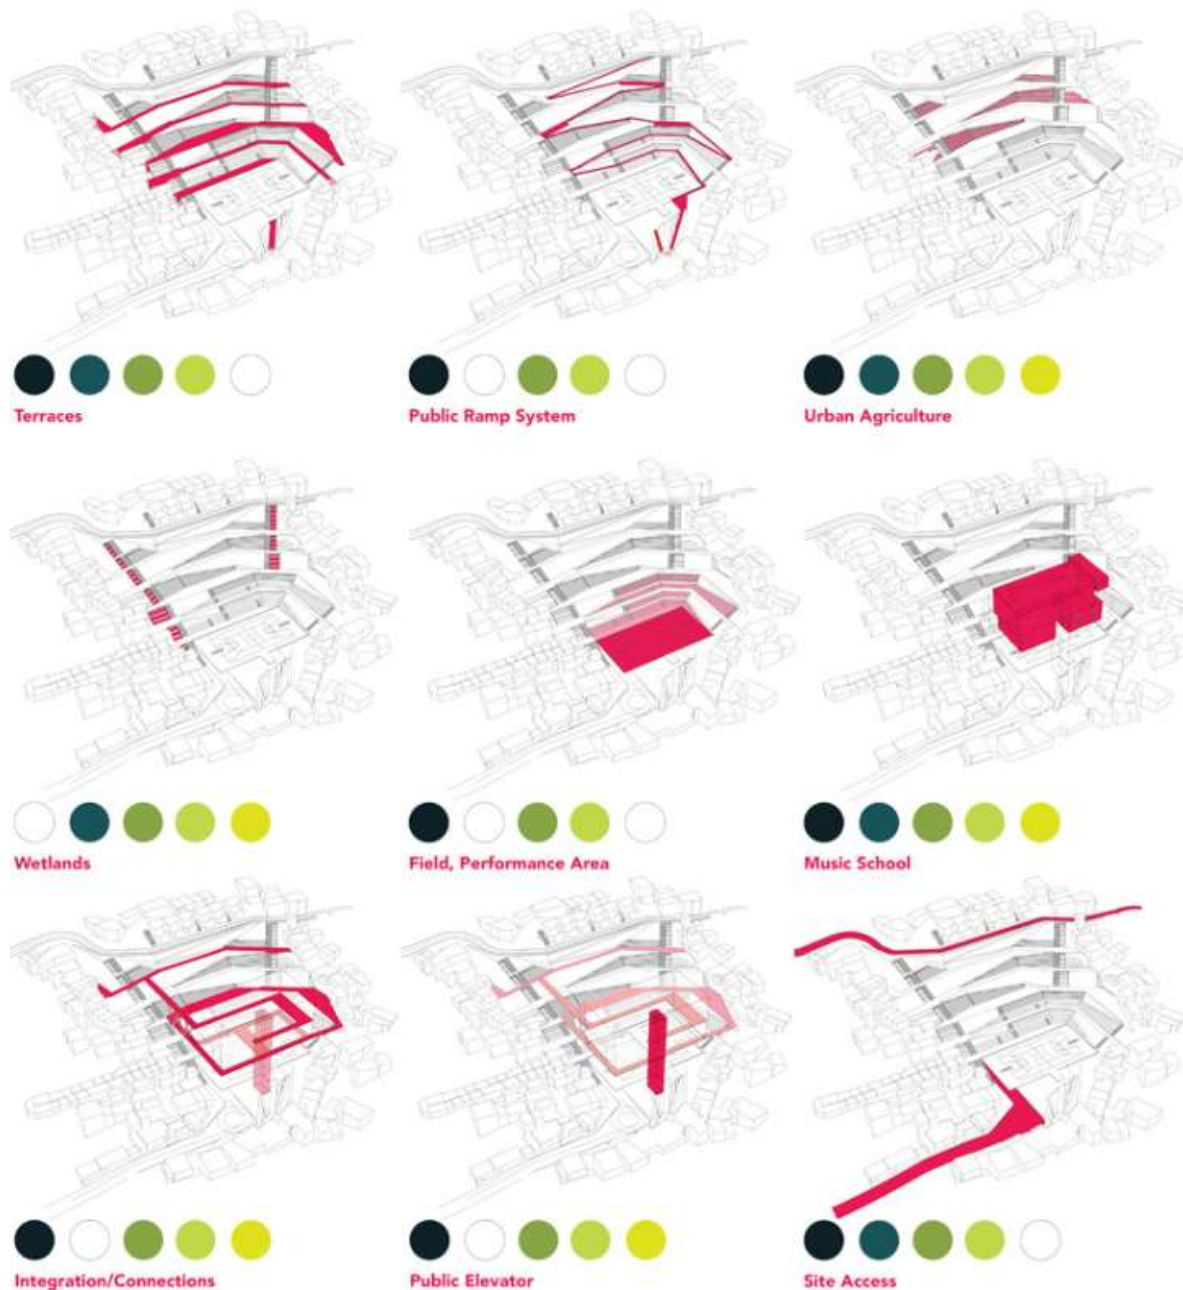 Terraces
Public Ramp System
Urban Agriculture
Wetlands
Field, Performance Area
Music School
Integration/Connections
Public Elevator
Site Access